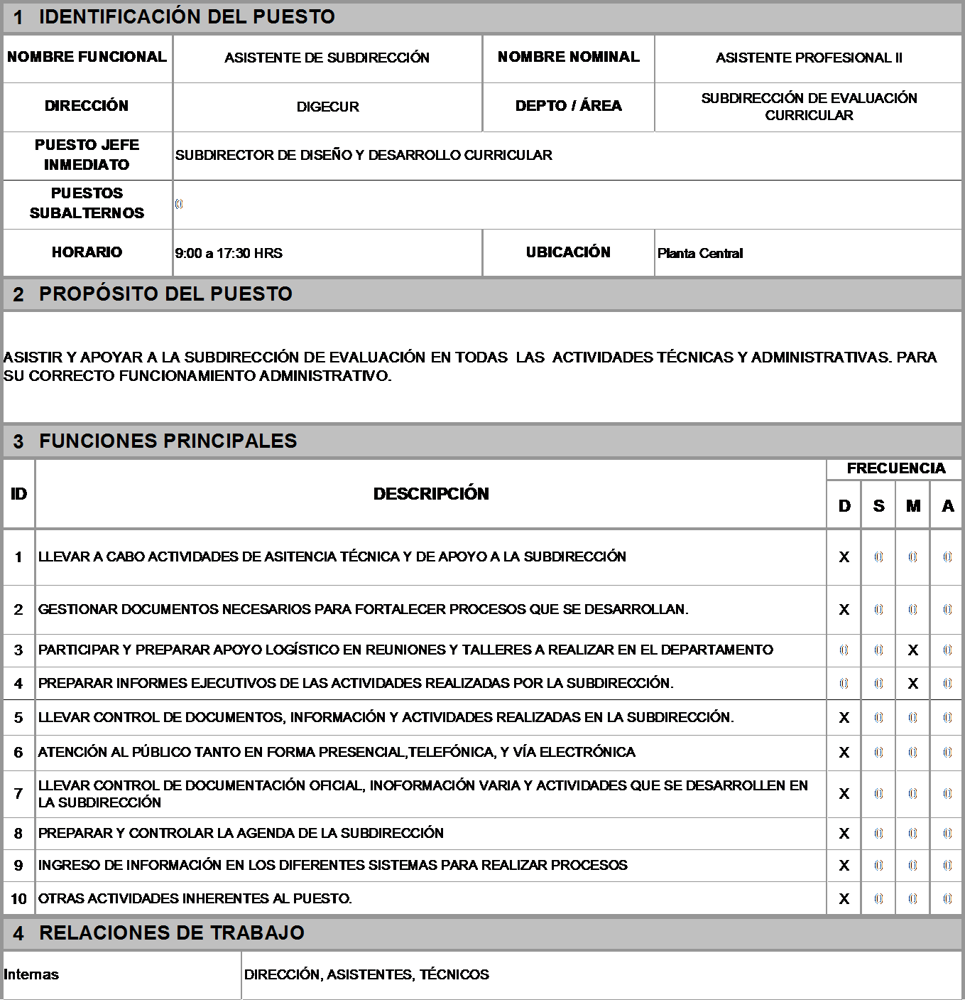 1 IDENTIFICACIÓN DEL PUESTO
NOMBRE FUNCIONAL ASISTENTE DE SUBDIRECCIÓN NOMBRE NOMINAL ASISTENTE PROFESIONAL II
DIRECCIÓN DIGECUR DEPTO / ÁREA SUBDIRECCIÓN DE EVALUACIÓN
CURRICULAR
PUESTO JEFE
INMEDIATO SUBDIRECTOR DE DISEÑO Y DESARROLLO CURRICULAR
PUESTOS
SUBALTERNOS 0
HORARIO 9:00 a 17:30 HRS UBICACIÓN Planta Central
2 PROPÓSITO DEL PUESTO
ASISTIR Y APOYAR A LA SUBDIRECCIÓN DE EVALUACIÓN EN TODAS LAS ACTIVIDADES TÉCNICAS Y ADMINISTRATIVAS. PARA
SU CORRECTO FUNCIONAMIENTO ADMINISTRATIVO.
3 FUNCIONES PRINCIPALES
ID DESCRIPCIÓN FRECUENCIA
D S M A
1 LLEVAR A CABO ACTIVIDADES DE ASITENCIA TÉCNICA Y DE APOYO A LA SUBDIRECCIÓN X 0 0 0
2 GESTIONAR DOCUMENTOS NECESARIOS PARA FORTALECER PROCESOS QUE SE DESARROLLAN. X 0 0 0
3 PARTICIPAR Y PREPARAR APOYO LOGÍSTICO EN REUNIONES Y TALLERES A REALIZAR EN EL DEPARTAMENTO 0 0 X 0
4 PREPARAR INFORMES EJECUTIVOS DE LAS ACTIVIDADES REALIZADAS POR LA SUBDIRECCIÓN. 0 0 X 0
5 LLEVAR CONTROL DE DOCUMENTOS, INFORMACIÓN Y ACTIVIDADES REALIZADAS EN LA SUBDIRECCIÓN. X 0 0 0
6 ATENCIÓN AL PÚBLICO TANTO EN FORMA PRESENCIAL,TELEFÓNICA, Y VÍA ELECTRÓNICA X 0 0 0
7 LLEVAR CONTROL DE DOCUMENTACIÓN OFICIAL, INOFORMACIÓN VARIA Y ACTIVIDADES QUE SE DESARROLLEN EN
LA SUBDIRECCIÓN X 0 0 0
8 PREPARAR Y CONTROLAR LA AGENDA DE LA SUBDIRECCIÓN X 0 0 0
9 INGRESO DE INFORMACIÓN EN LOS DIFERENTES SISTEMAS PARA REALIZAR PROCESOS X 0 0 0
10 OTRAS ACTIVIDADES INHERENTES AL PUESTO. X 0 0 0
4 RELACIONES DE TRABAJO
Internas DIRECCIÓN, ASISTENTES, TÉCNICOS